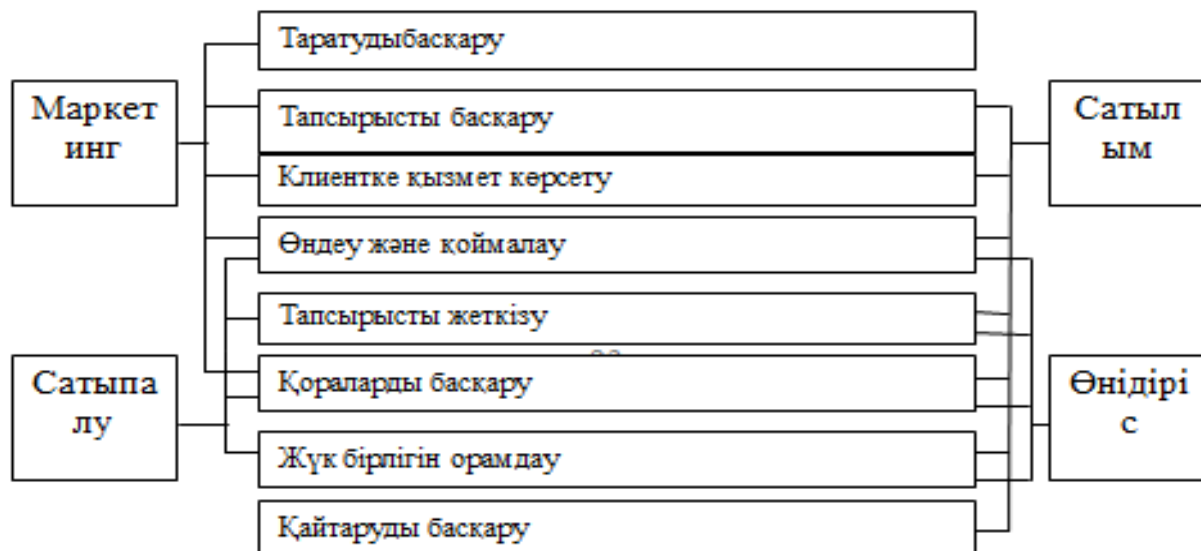 Таратудыбасқару
Маркет
инг
Тапсырысты басқару
Сатыл
ым
Клиентке қызмет көрсету
Өңдеу және қоймалау
Тапсырысты жеткізу
Сатыпа
лу
Қораларды басқару
Өнідірі
с
Жүк бірлігін орамдау
Қайтаруды басқару